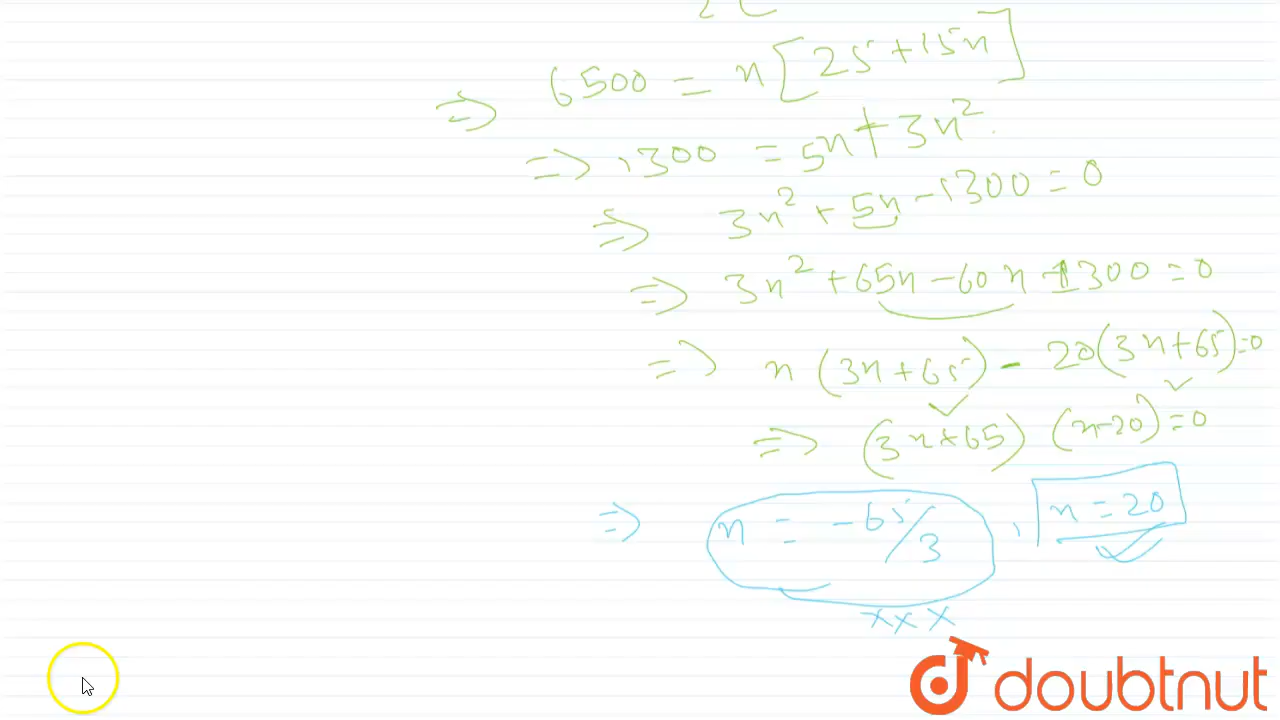 ⇒ 6500 = n[25+15n]
⇒ 1300 = 5n+3n²
⇒ 3n² + 5n - 1300 = 0
⇒ 3n² + 65n - 60n - 1300 = 0
⇒ n(3n+65) - 20(3n+65)=0
⇒ (3n+65)(n-20)=0
⇒ n = -65/3, n = 20
xxx
doubtnut